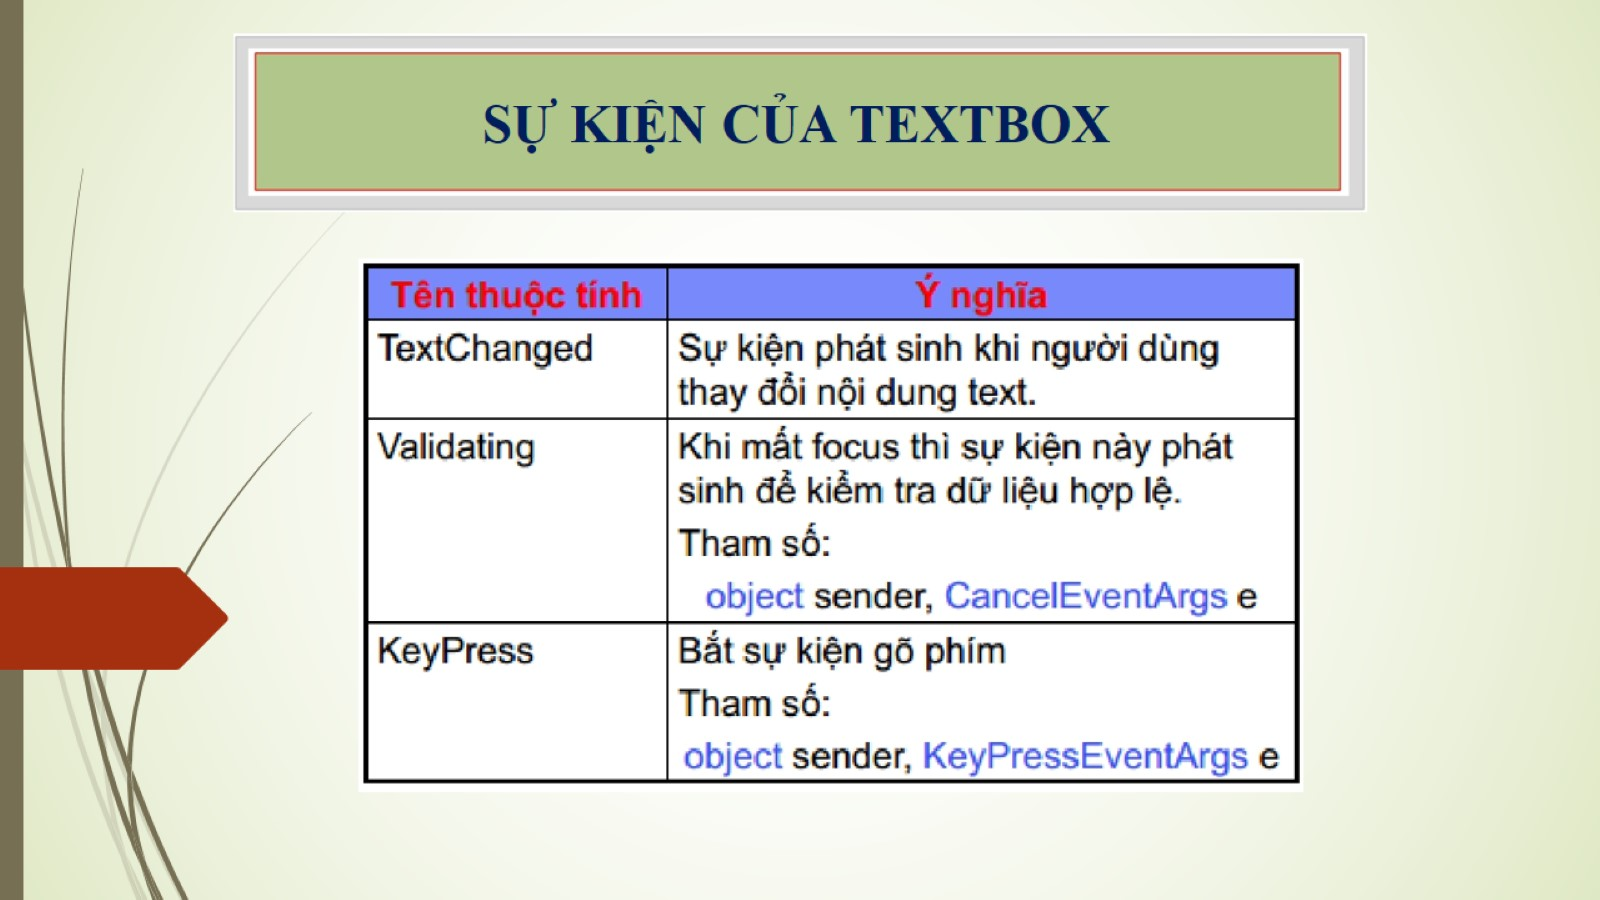 SỰ KIỆN CỦA TEXTBOX
Tên thuộc tính
Ý nghĩa
TextChanged
Sự kiện phát sinh khi người dùng
thay đổi nội dung text.
Validating
Khi mất focus thì sự kiện này phát
sinh để kiểm tra dữ liệu hợp lệ.
Tham số:
object sender, CancelEventArgs e
KeyPress
Bắt sự kiện gõ phím
Tham số:
object sender, KeyPressEventArgs e